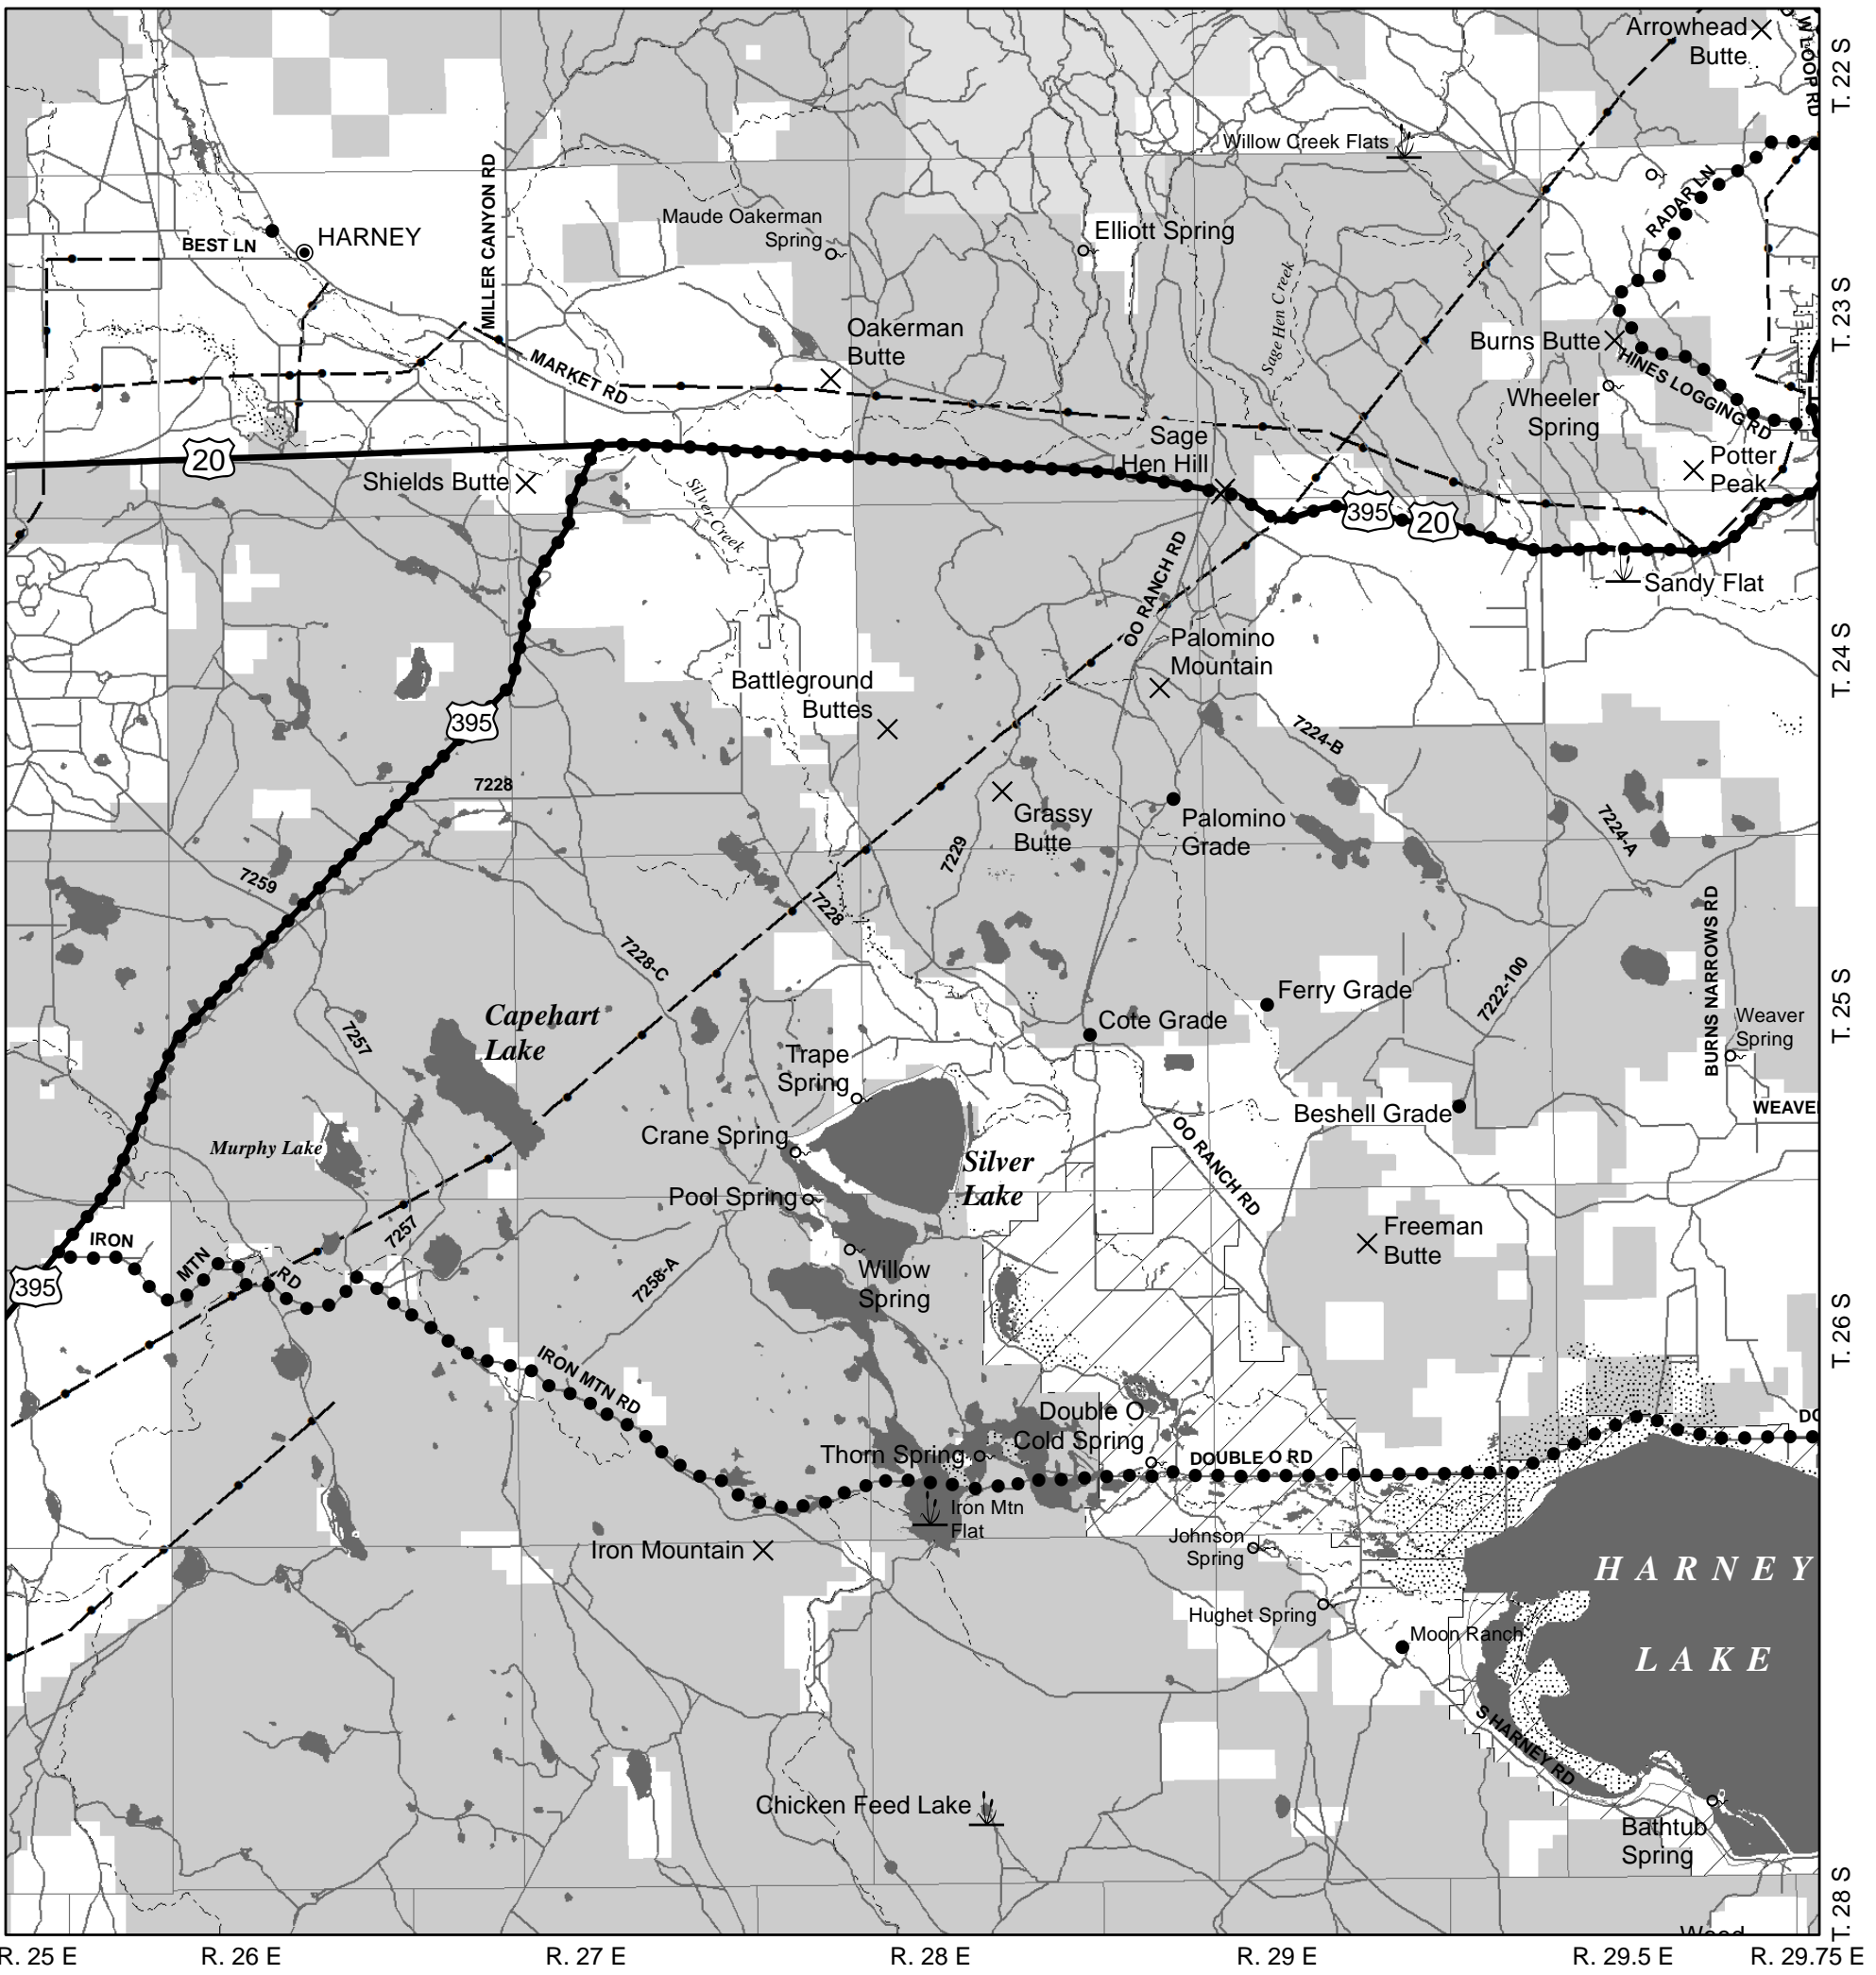 Arrowhead
Butte
W LOOP RD
T. 22 S
Willow Creek Flats
MILLER CANYON RD
RADAR LN
Maude Oakerman
Spring
Elliott Spring
BEST LN
HARNEY
Sage Hen Creek
T. 23 S
Oakerman
Butte
Burns Butte
MARKET RD
HINES LOGGING RD
Wheeler
Spring
Sage
Hen Hill
20
Shields Butte
Potter
Peak
Silver Creek
395
20
OO RANCH RD
Sandy Flat
Palomino
Mountain
T. 24 S
Battleground
Buttes
395
7224-B
7228
Grassy
Butte
Palomino
Grade
7224-A
7229
7259
7228
BURNS NARROWS RD
7228-C
Ferry Grade
7222-100
Capehart
Lake
Cote Grade
Weaver
Spring
T. 25 S
7257
Trape
Spring
Beshell Grade
WEAVE
Crane Spring
OO RANCH RD
Murphy Lake
Silver
Lake
Pool Spring
Freeman
Butte
IRON
MTN
RD
7257
395
7258-A
Willow
Spring
T. 26 S
IRON MTN RD
Double O
Cold Spring
DO
Thorn Spring
DOUBLE O RD
Iron Mtn
Flat
Iron Mountain
Johnson
Spring
HARNEY
LAKE
Hughet Spring
Moon Ranch
S HARNEY RD
Chicken Feed Lake
Bathtub
Spring
T. 28 S
R. 25 E
R. 26 E
R. 27 E
R. 28 E
R. 29 E
R. 29.5 E
R. 29.75 E